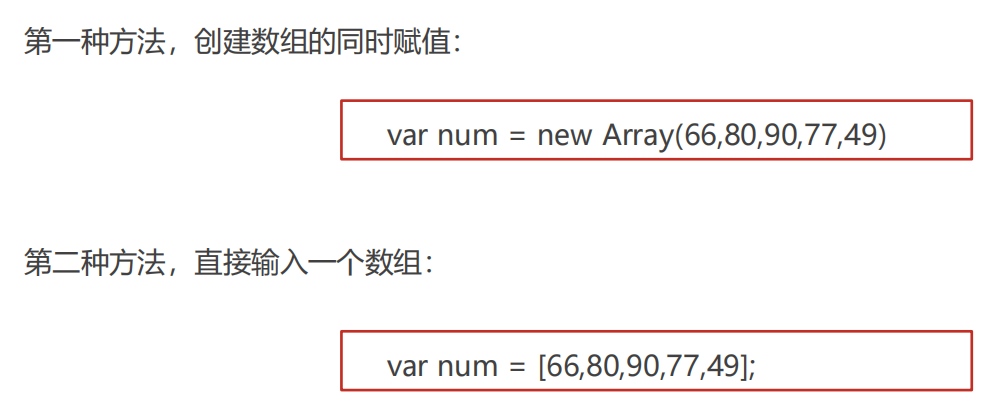 第一种方法，创建数组的同时赋值：
var num = new Array(66,80,90,77,49)
第二种方法，直接输入一个数组：
var num = [66,80,90,77,49];